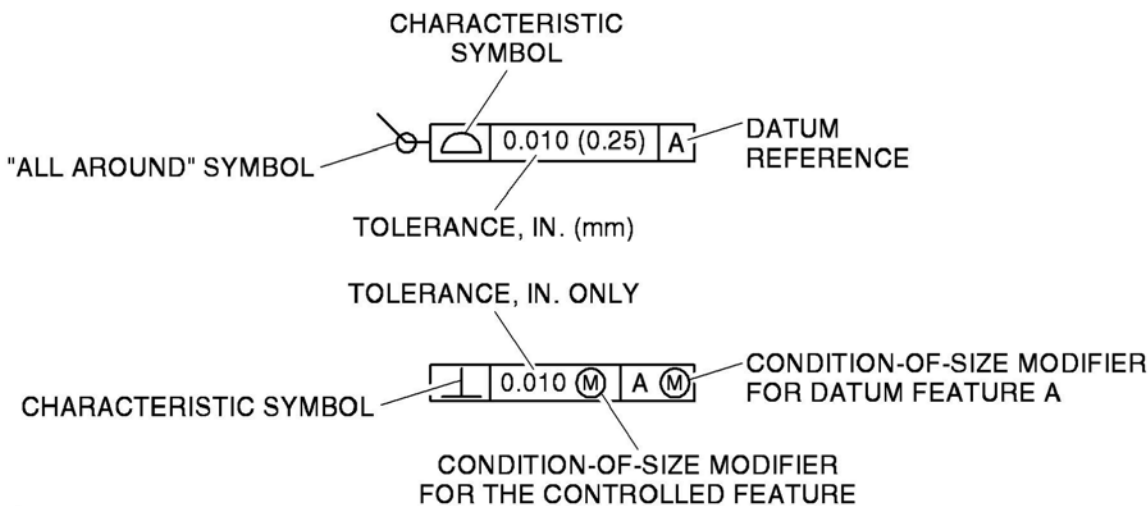 CHARACTERISTIC
SYMBOL
0.010 (0.25) A
DATUM
REFERENCE
"ALL AROUND" SYMBOL
TOLERANCE, IN. (mm)
TOLERANCE, IN. ONLY
0.010 Ⓜ A Ⓜ
CONDITION-OF-SIZE MODIFIER
FOR DATUM FEATURE A
CHARACTERISTIC SYMBOL
CONDITION-OF-SIZE MODIFIER
FOR THE CONTROLLED FEATURE